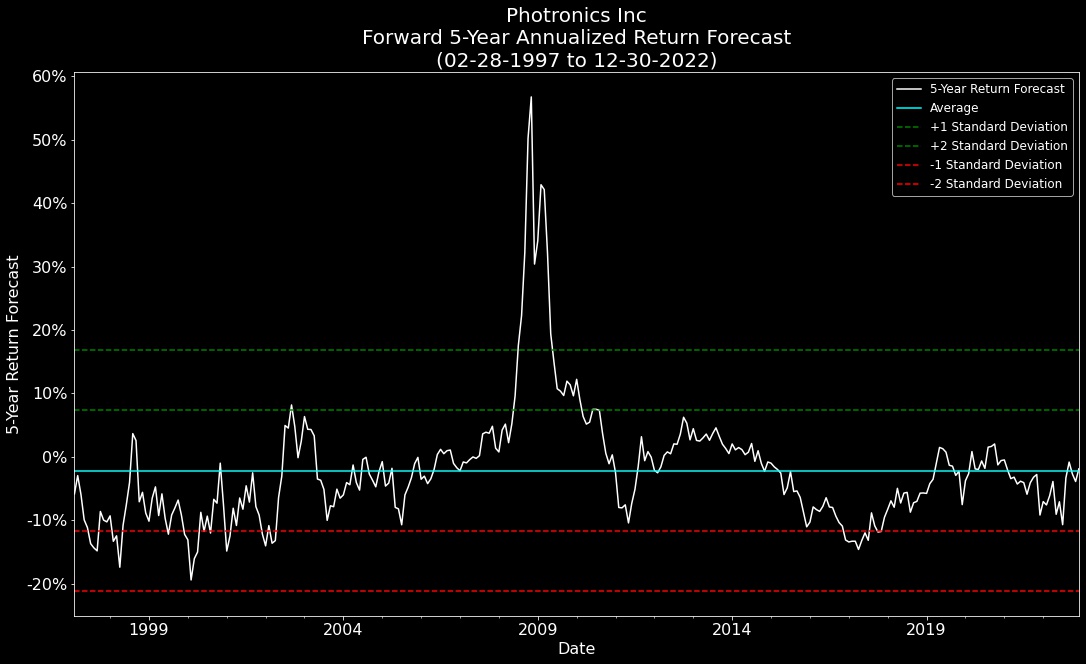 Photronics Inc
Forward 5-Year Annualized Return Forecast
(02-28-1997 to 12-30-2022)
5-Year Return Forecast
Average
+1 Standard Deviation
+2 Standard Deviation
-1 Standard Deviation
-2 Standard Deviation
5-Year Return Forecast
60%
50%
40%
30%
20%
10%
0%
-10%
-20%
1999
2004
2009
2014
2019
Date